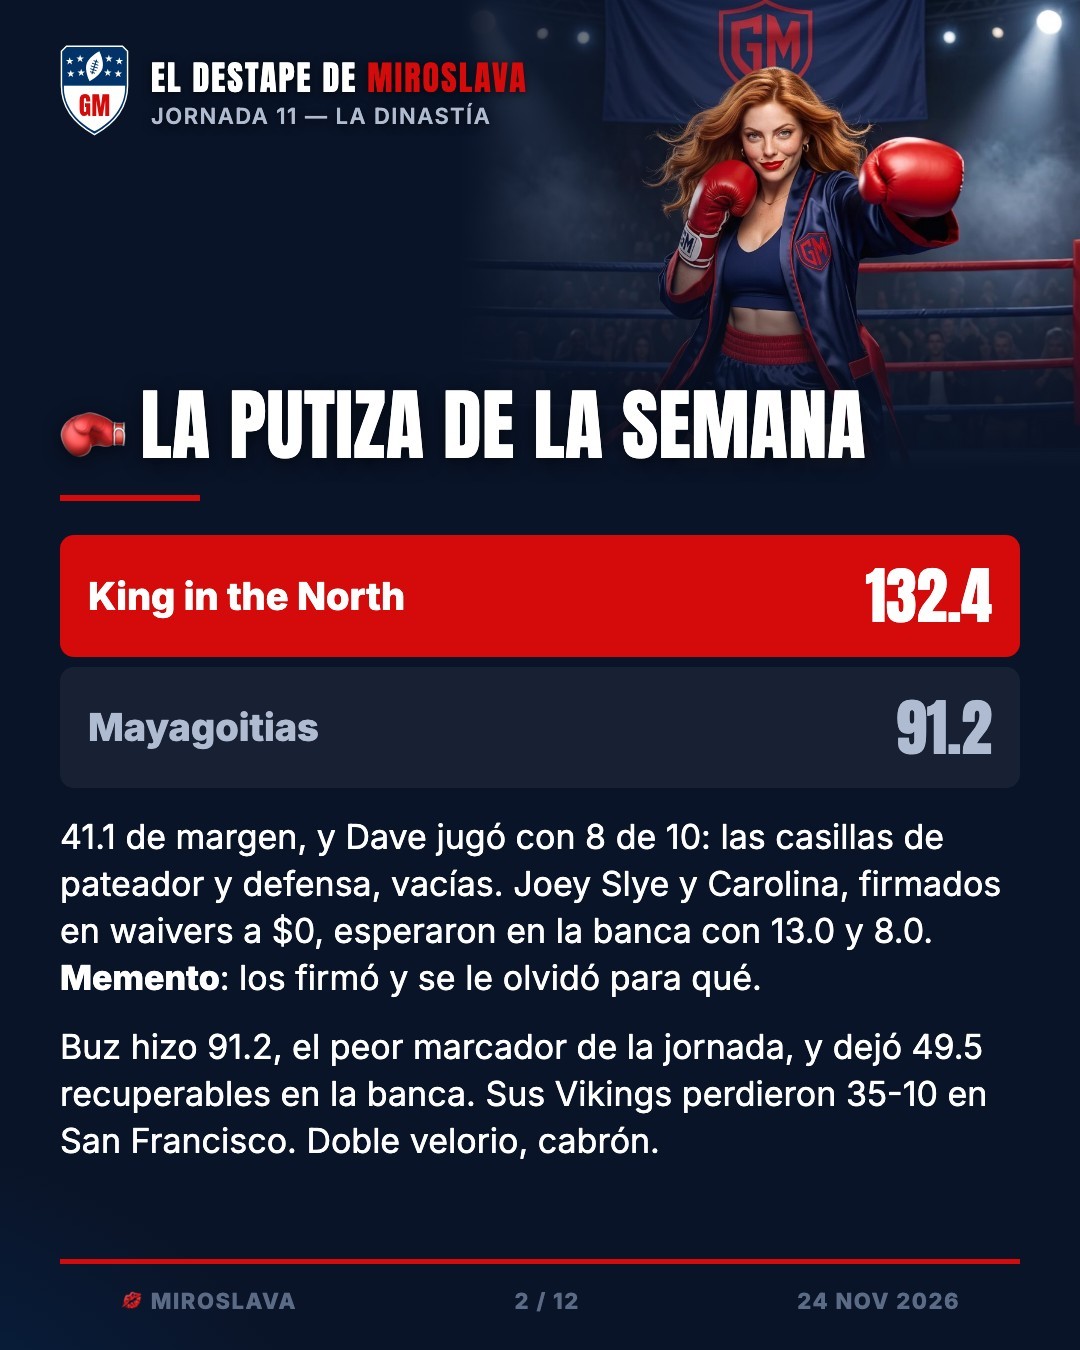 GM
EL DESTAPE DE MIROSLAVA
JORNADA 11 — LA DINASTÍA
GM
GM
GM
LA PUTIZA DE LA SEMANA
King in the North 132.4
Mayagoitias 91.2
41.1 de margen, y Dave jugó con 8 de 10: las casillas de
pateador y defensa, vacías. Joey Slye y Carolina, firmados
en waivers a $0, esperaron en la banca con 13.0 y 8.0.
Memento: los firmó y se le olvidó para qué.
Buz hizo 91.2, el peor marcador de la jornada, y dejó 49.5
recuperables en la banca. Sus Vikings perdieron 35-10 en
San Francisco. Doble velorio, cabrón.
MIROSLAVA 2 / 12 24 NOV 2026